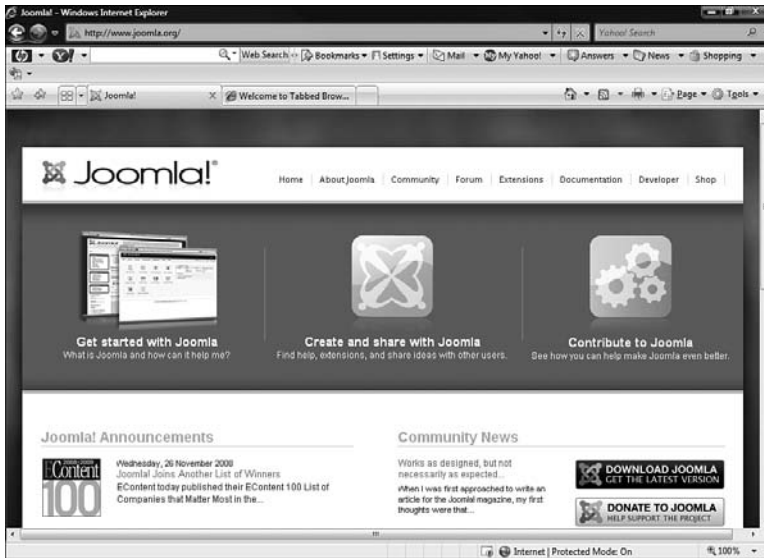 Joomla! - Windows Internet Explorer
http://www.joomla.org/
Yahoo! Search
Web Search
Bookmarks
Settings
Mail
My Yahoo!
Answers
News
Shopping
Joomla!
Welcome to Tabbed Brow...
Page
Tools
Joomla!®
Home
About Joomla
Community
Forum
Extensions
Documentation
Developer
Shop
Get started with Joomla
What is Joomla and how can it help me?
Create and share with Joomla
Find help, extensions, and share ideas with other users.
Contribute to Joomla
See how you can help make Joomla even better.
Joomla! Announcements
2008-2009
EContent
100
Wednesday, 26 November 2008
Joomla Joins Another List of Winners
EContent today published their EContent 100 List of
Companies that Matter Most in the...
Community News
Works as designed, but not
necessarily as expected...
When I was first approached to write an
article for the Joomla! magazine, my first
thoughts were that...
DOWNLOAD JOOMLA
GET THE LATEST VERSION
DONATE TO JOOMLA
HELP SUPPORT THE PROJECT
Internet | Protected Mode: On
100%